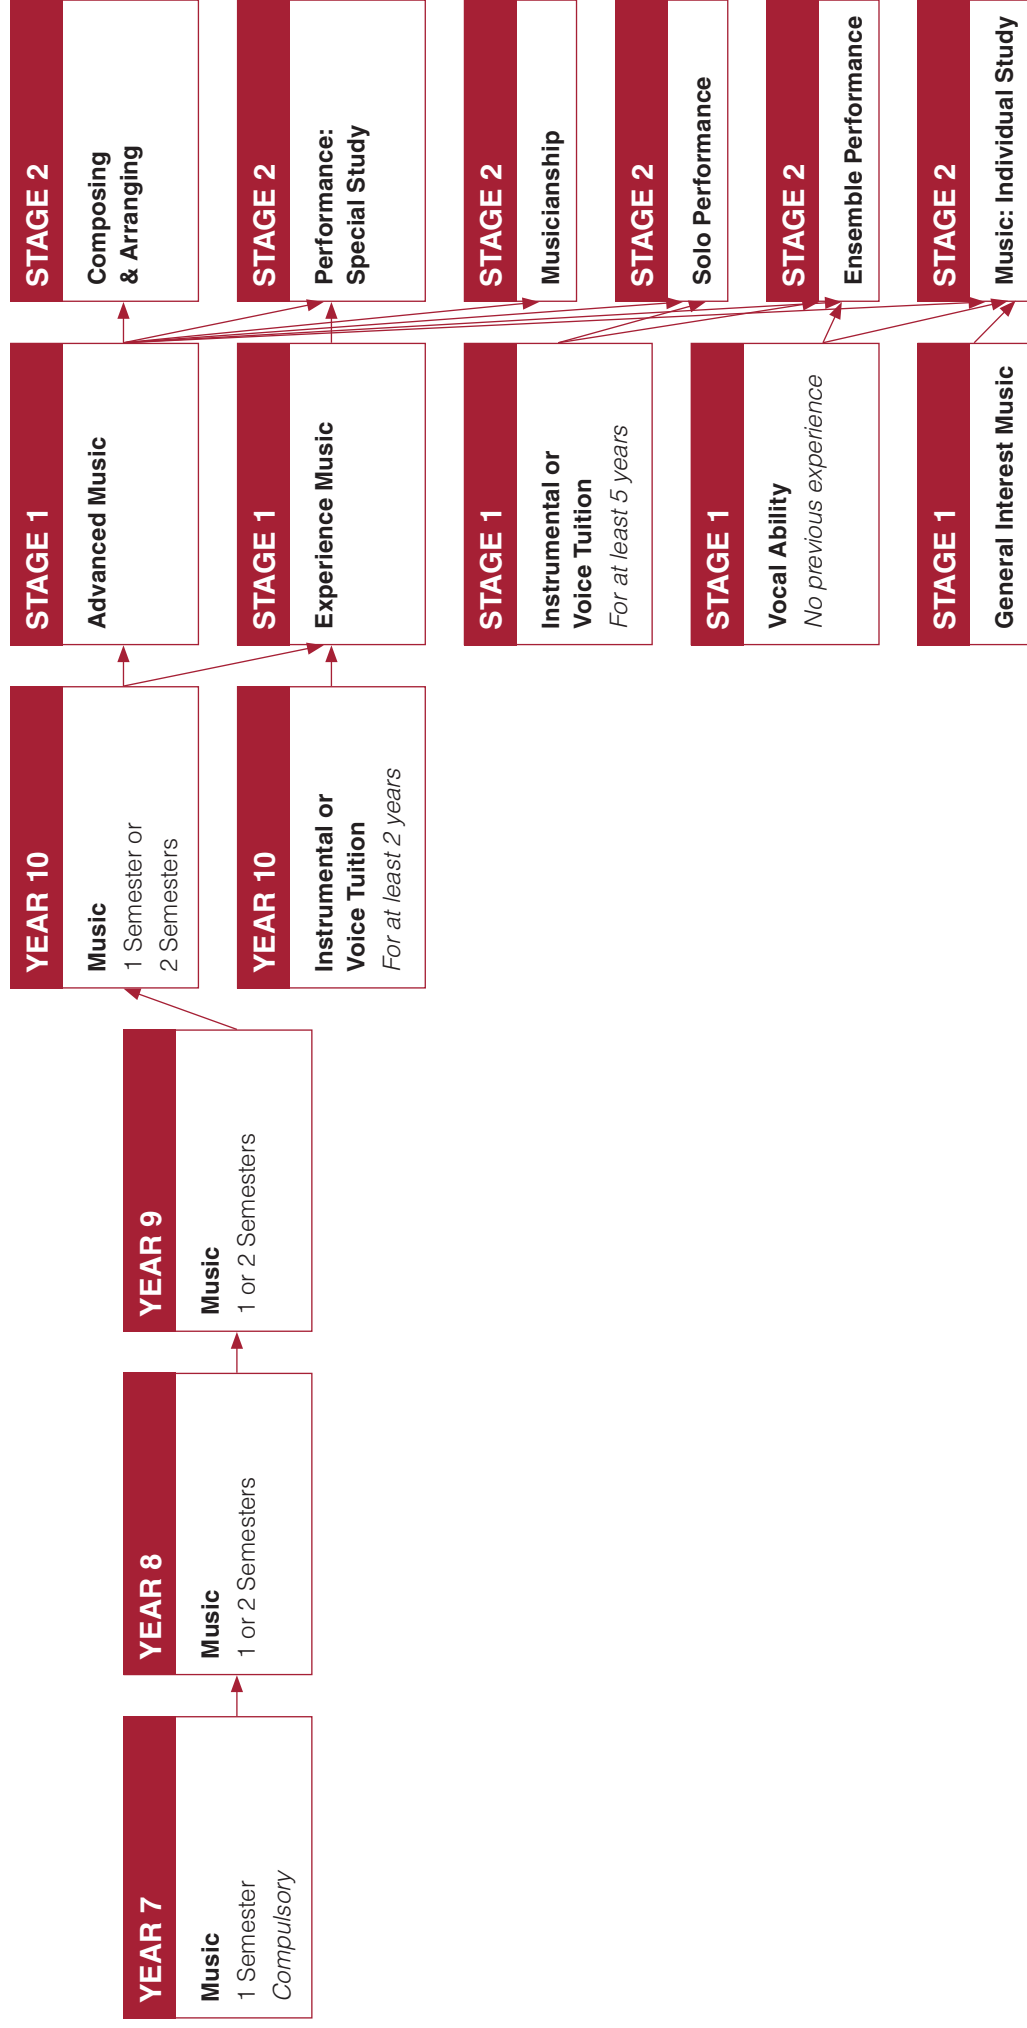 YEAR 7
Music
1 Semester
Compulsory
YEAR 8
Music
1 or 2 Semesters
YEAR 9
Music
1 or 2 Semesters
YEAR 10
Music
1 Semester or
2 Semesters
YEAR 10
Instrumental or
Voice Tuition
For at least 2 years
STAGE 1
Advanced Music
STAGE 1
Experience Music
STAGE 1
Instrumental or
Voice Tuition
For at least 5 years
STAGE 1
Vocal Ability
No previous experience
STAGE 1
General Interest Music
STAGE 2
Composing
& Arranging
STAGE 2
Performance:
Special Study
STAGE 2
Musicianship
STAGE 2
Solo Performance
STAGE 2
Ensemble Performance
STAGE 2
Music: Individual Study